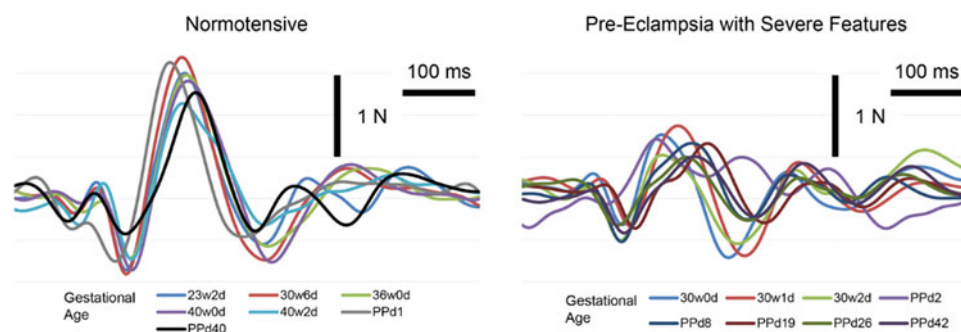 Normotensive
100 ms
1 N
Gestational Age
23w2d 30w6d 36w0d
40w0d 40w2d PPd1
PPd40
Pre-Eclampsia with Severe Features
100 ms
1 N
Gestational Age
30w0d 30w1d 30w2d PPd2
PPd8 PPd19 PPd26 PPd42